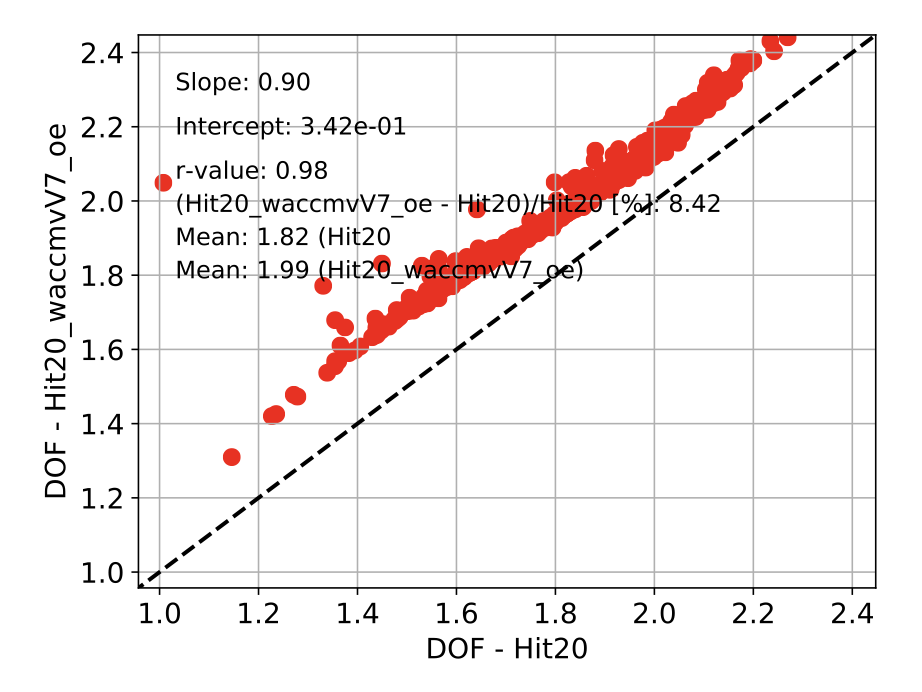 2.4
2.2
2.0
1.8
1.6
1.4
1.2
1.0
DOF - Hit20_waccmvV7_oe
Slope: 0.90
Intercept: 3.42e-01
r-value: 0.98
(Hit20_waccmvV7_oe - Hit20)/Hit20 [%]: 8.42
Mean: 1.82 (Hit20
Mean: 1.99 (Hit20_waccmvV7_oe)
1.0 1.2 1.4 1.6 1.8 2.0 2.2 2.4
DOF - Hit20